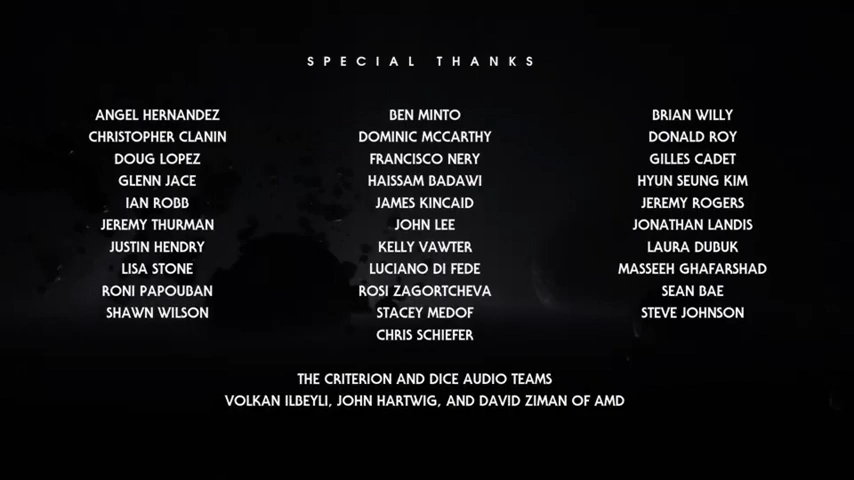 SPECIAL THANKS
ANGEL HERNANDEZ
CHRISTOPHER CLANIN
DOUG LOPEZ
GLENN JACE
IAN ROBB
JEREMY THURMAN
JUSTIN HENDRY
LISA STONE
RONI PAPOUBAN
SHAWN WILSON
BEN MINTO
DOMINIC MCCARTHY
FRANCISCO NERY
HAISSAM BADAWI
JAMES KINCAID
JOHN LEE
KELLY VAWTER
LUCIANO DI FEDE
ROSI ZAGORTCHEVA
STACEY MEDOF
CHRIS SCHIEFER
BRIAN WILLY
DONALD ROY
GILLES CADET
HYUN SEUNG KIM
JEREMY ROGERS
JONATHAN LANDIS
LAURA DUBUK
MASSEEH GHAFARSHAD
SEAN BAE
STEVE JOHNSON
THE CRITERION AND DICE AUDIO TEAMS
VOLKAN ILBEYLI, JOHN HARTWIG, AND DAVID ZIMAN OF AMD